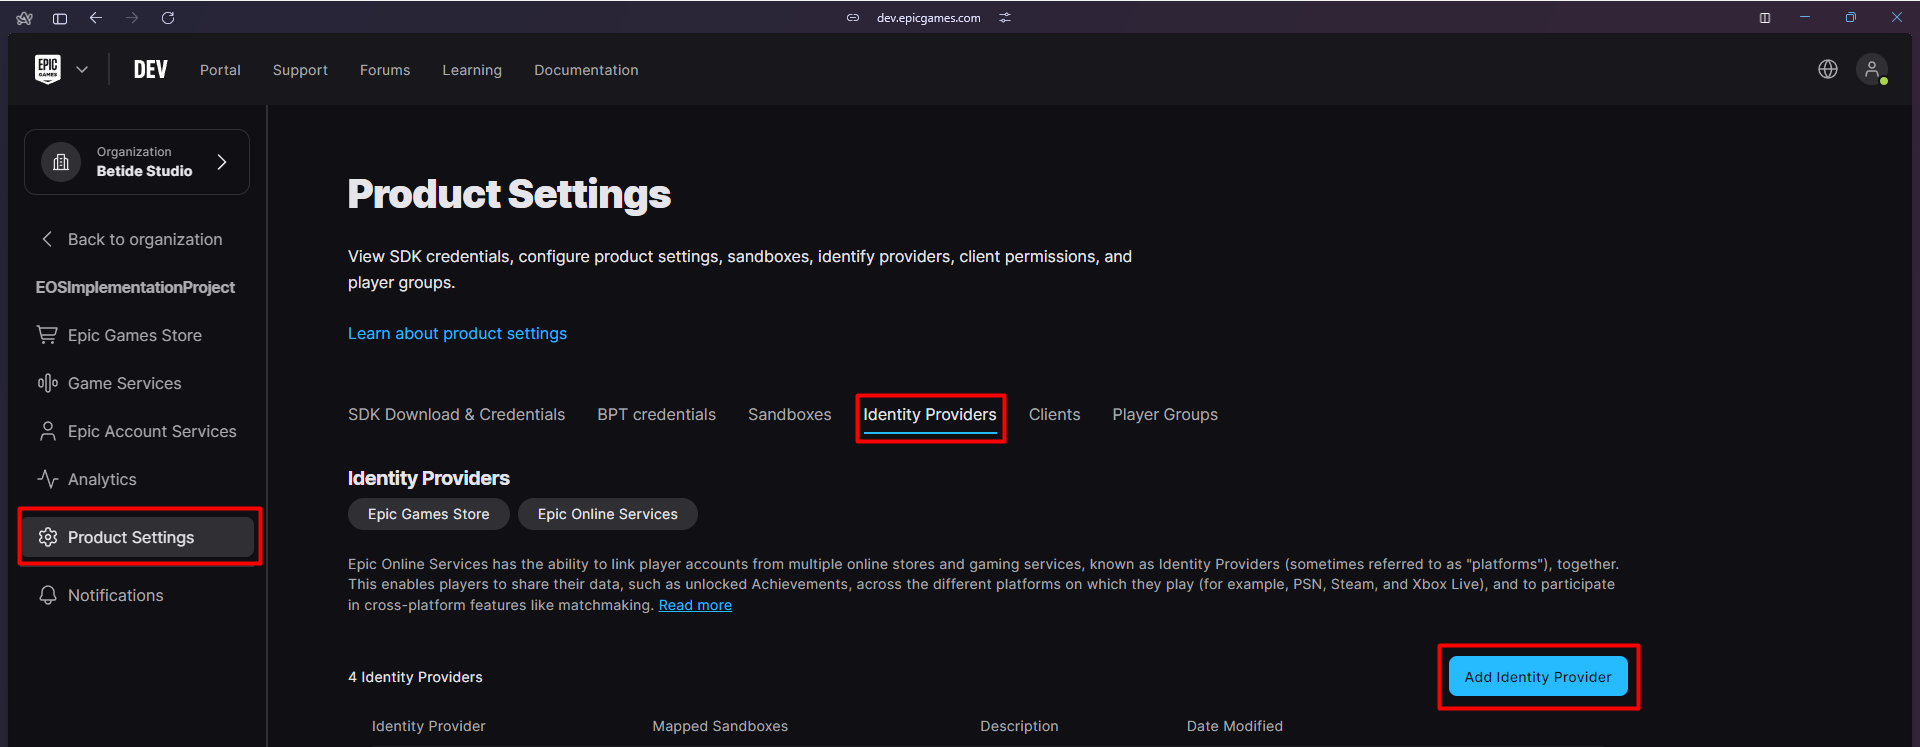 dev.epicgames.com
EPIC GAMES
DEV
Portal
Support
Forums
Learning
Documentation
Organization
Betide Studio
Back to organization
EOSImplementationProject
Epic Games Store
Game Services
Epic Account Services
Analytics
Product Settings
Notifications
Product Settings
View SDK credentials, configure product settings, sandboxes, identify providers, client permissions, and
player groups.
Learn about product settings
SDK Download & Credentials
BPT credentials
Sandboxes
Identity Providers
Clients
Player Groups
Identity Providers
Epic Games Store
Epic Online Services
Epic Online Services has the ability to link player accounts from multiple online stores and gaming services, known as Identity Providers (sometimes referred to as "platforms"), together.
This enables players to share their data, such as unlocked Achievements, across the different platforms on which they play (for example, PSN, Steam, and Xbox Live), and to participate
in cross-platform features like matchmaking. Read more
4 Identity Providers
Add Identity Provider
Identity Provider
Mapped Sandboxes
Description
Date Modified